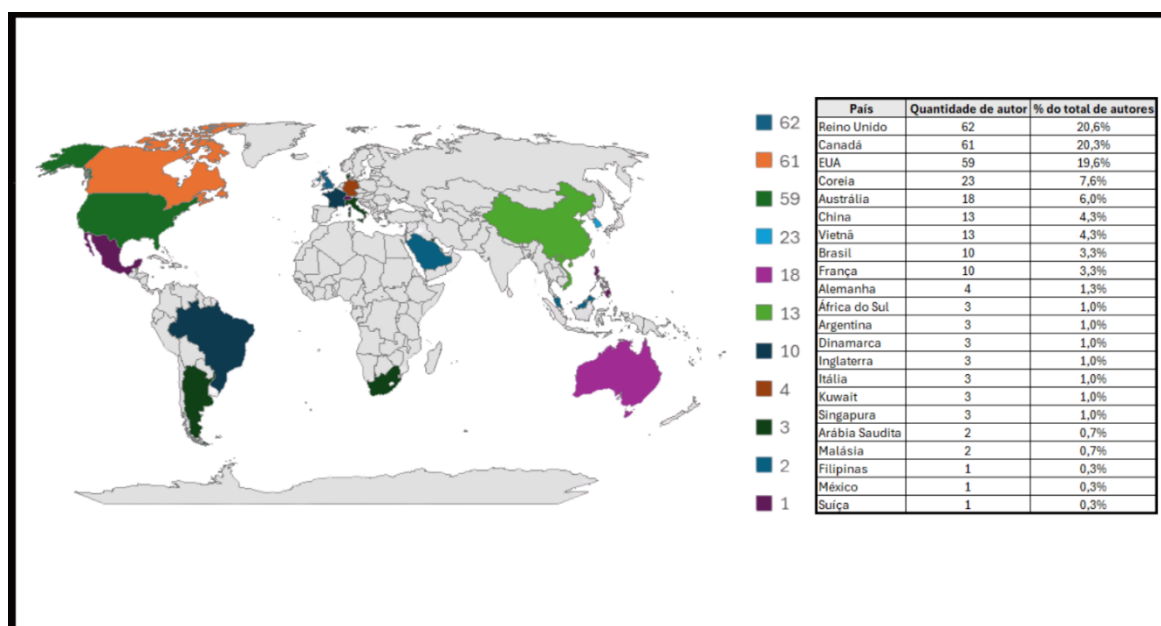 62
61
59
23
18
13
10
4
3
2
1
País Quantidade de autor % do total de autores
Reino Unido 62 20,6%
Canadá 61 20,3%
EUA 59 19,6%
Coreia 23 7,6%
Austrália 18 6,0%
China 13 4,3%
Vietnã 13 4,3%
Brasil 10 3,3%
França 10 3,3%
Alemanha 4 1,3%
África do Sul 3 1,0%
Argentina 3 1,0%
Dinamarca 3 1,0%
Inglaterra 3 1,0%
Itália 3 1,0%
Kuwait 3 1,0%
Singapura 3 1,0%
Arábia Saudita 2 0,7%
Malásia 2 0,7%
Filipinas 1 0,3%
México 1 0,3%
Suíça 1 0,3%